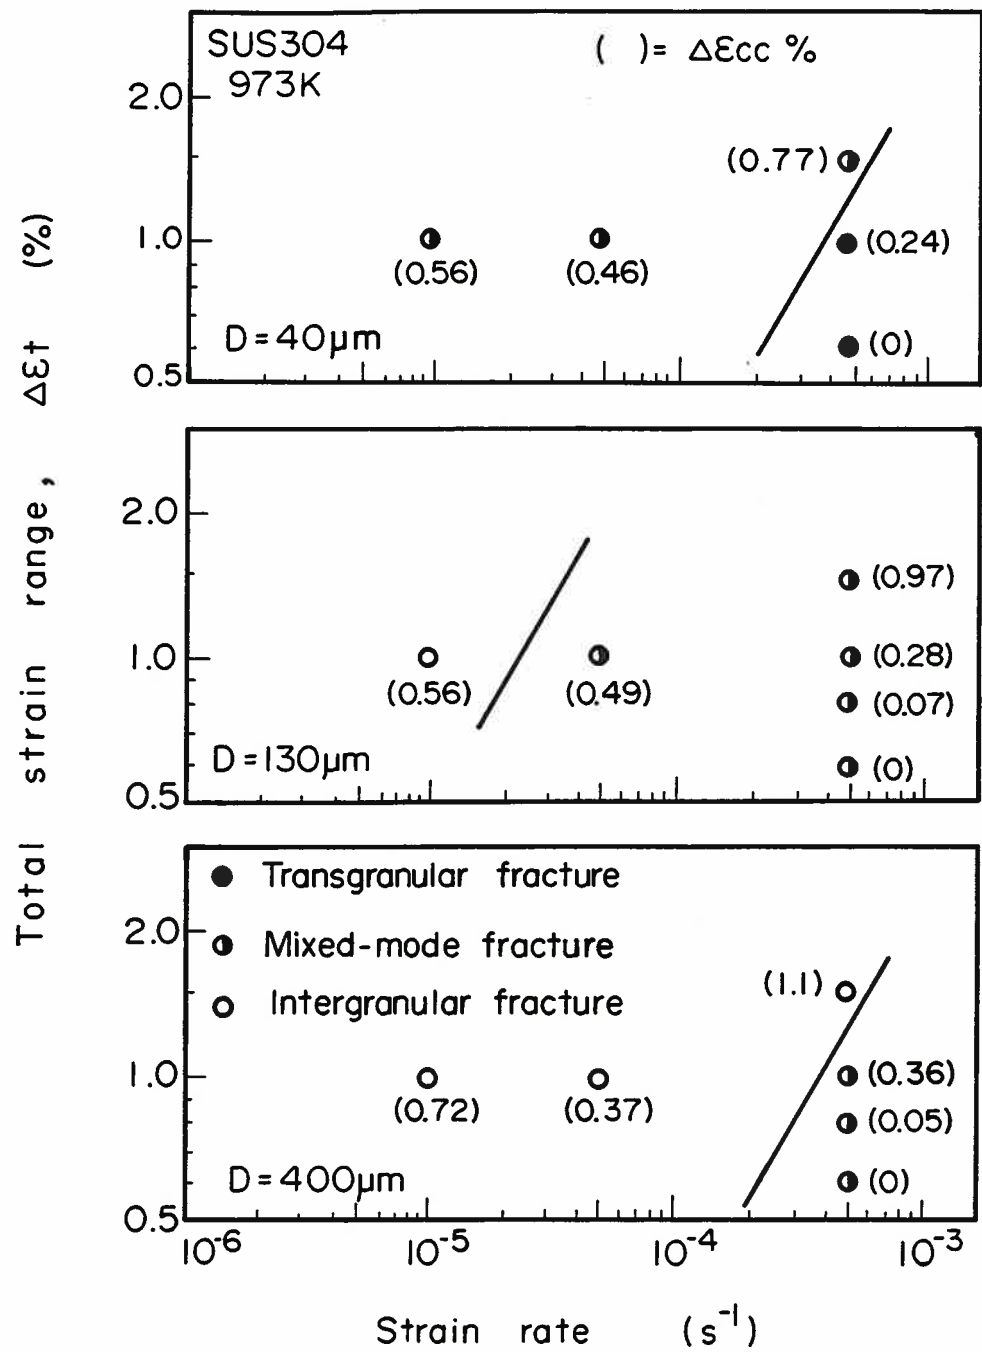 SUS304
973K
( )= Δεcc %
2.0
1.0
0.5
(0.77)
(0.24)
(0.56)
(0.46)
(0)
D=40μm
2.0
1.0
0.5
(0.97)
(0.28)
(0.56)
(0.49)
(0.07)
(0)
D=130μm
Transgranular fracture
Mixed-mode fracture
Intergranular fracture
2.0
1.0
0.5
(1.1)
(0.36)
(0.72)
(0.37)
(0.05)
(0)
D=400μm
10⁻⁶ 10⁻⁵ 10⁻⁴ 10⁻³
Strain rate (s⁻¹)
Total strain range, Δεt (%)